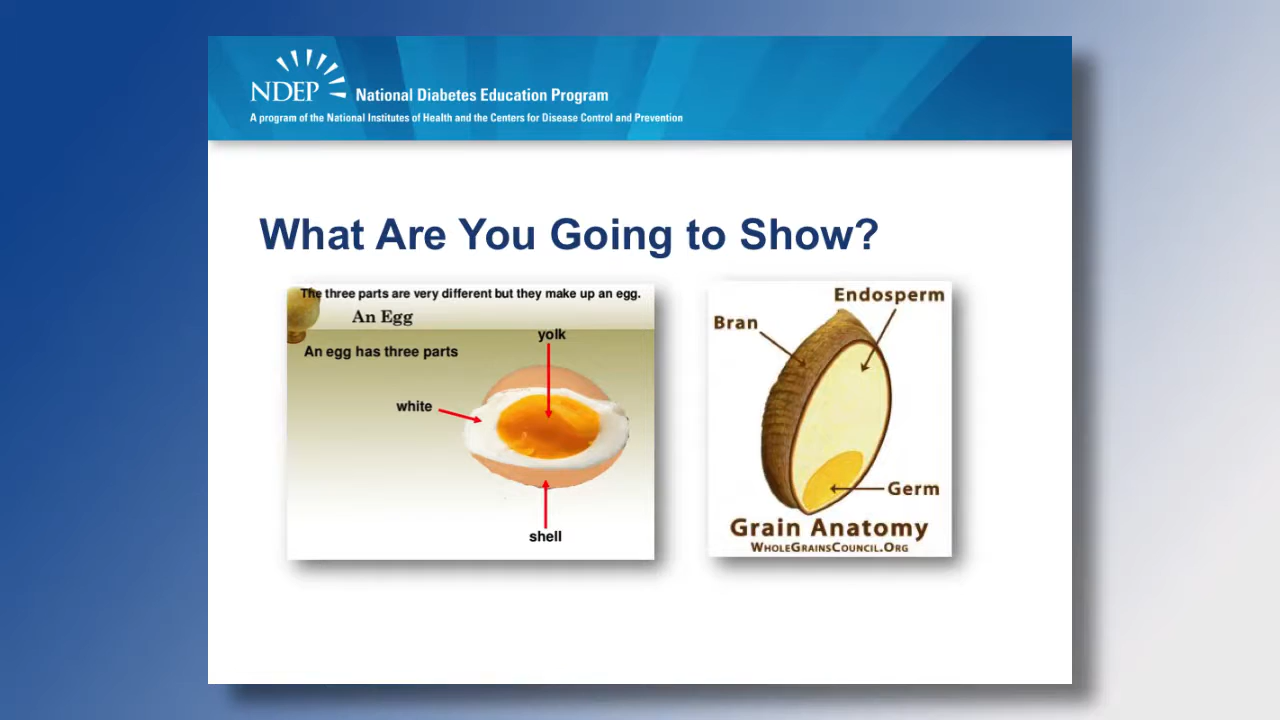 NDEP National Diabetes Education Program
A program of the National Institutes of Health and the Centers for Disease Control and Prevention
What Are You Going to Show?
The three parts are very different but they make up an egg.
An Egg
yolk
An egg has three parts
white
shell
Endosperm
Bran
Germ
Grain Anatomy
WholeGrainsCouncil.Org